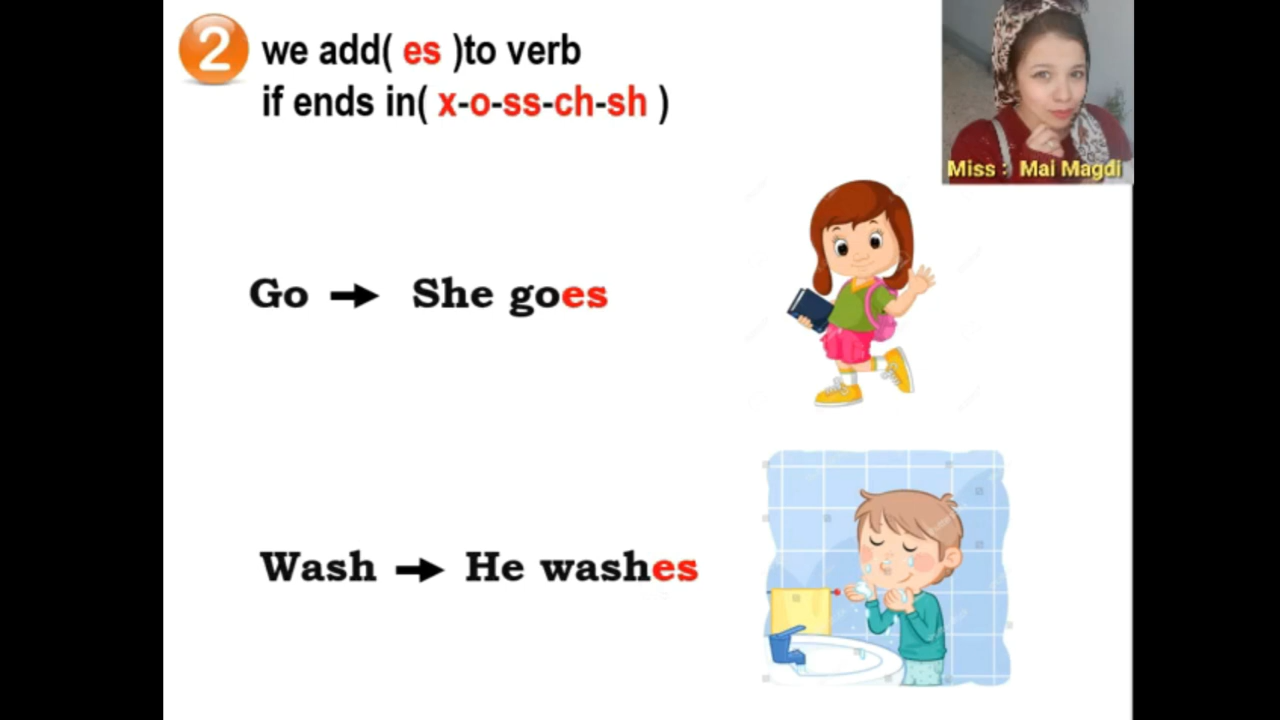 2 we add( es )to verb
if ends in( x-o-ss-ch-sh )
Miss : Mai Magdi
Go → She goes
Wash → He washes